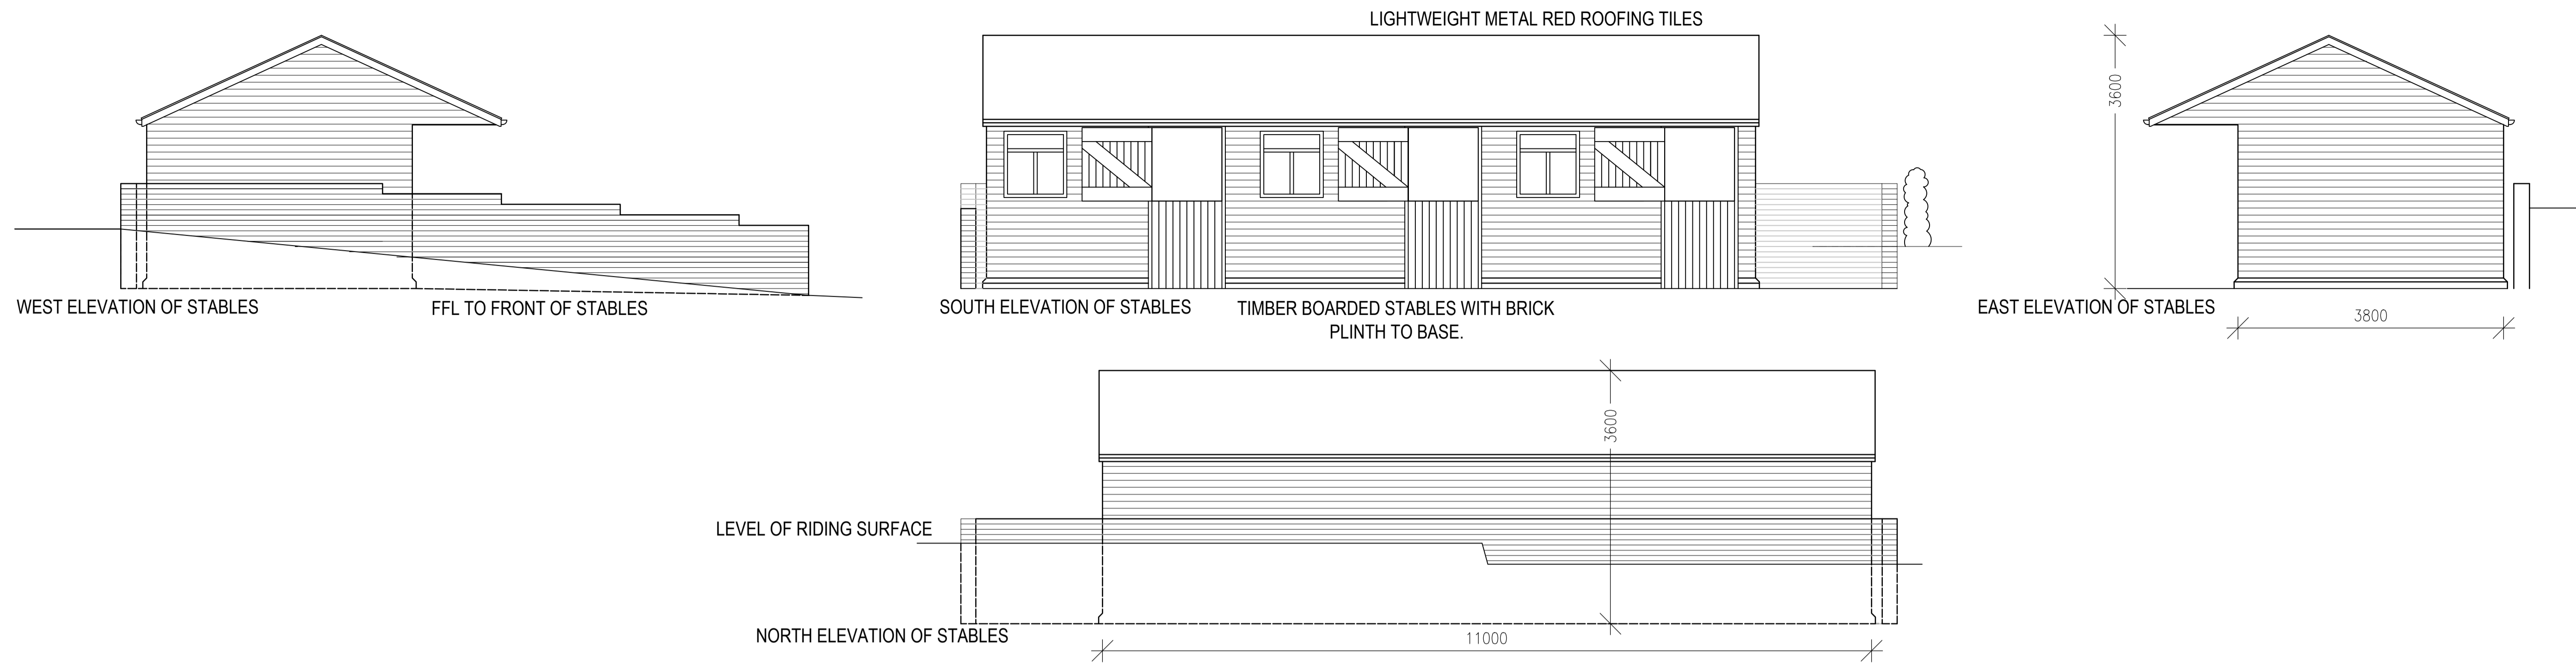 LIGHTWEIGHT METAL RED ROOFING TILES
3600
WEST ELEVATION OF STABLES
FFL TO FRONT OF STABLES
SOUTH ELEVATION OF STABLES
TIMBER BOARDED STABLES WITH BRICK
PLINTH TO BASE.
EAST ELEVATION OF STABLES
3800
3600
LEVEL OF RIDING SURFACE
NORTH ELEVATION OF STABLES
11000